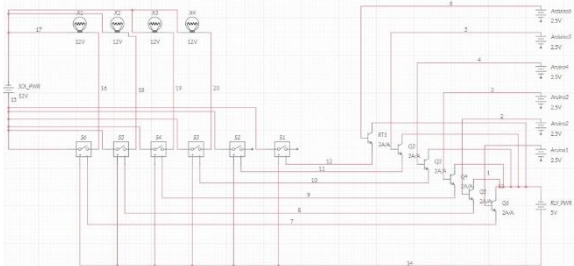 6
X1 X2 X3 X4
Arduino6
2.5V
17
12V 12V 12V 12V
5
Arduino5
2.5V
4
Arduino4
2.5V
SOL_PWR
12V
13
16 18 19 20
3
Arduino3
2.5V
2
Arduino2
2.5V
RT1
2A/A
S6 S5 S4 S3 S2 S1
Q2
2A/A
Arduino1
2.5V
12
11
Q3
2A/A
10
Q4
2A/A
1
9
Q5
2A/A
8
Q6
2A/A
RLY_PWR
5V
7
14